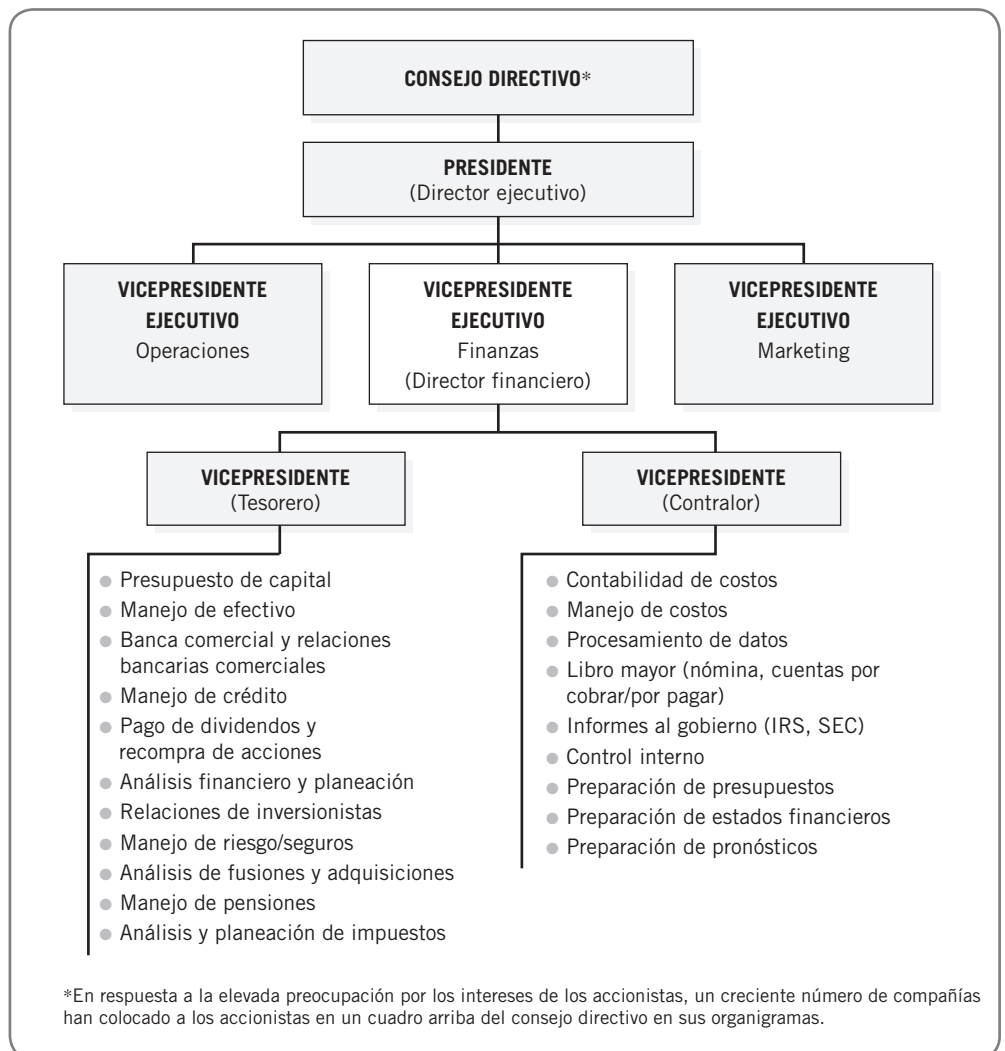 CONSEJO DIRECTIVO*
PRESIDENTE
(Director ejecutivo)
VICEPRESIDENTE
EJECUTIVO
Operaciones
VICEPRESIDENTE
EJECUTIVO
Finanzas
(Director financiero)
VICEPRESIDENTE
EJECUTIVO
Marketing
VICEPRESIDENTE
(Tesorero)
● Presupuesto de capital
● Manejo de efectivo
● Banca comercial y relaciones
bancarias comerciales
● Manejo de crédito
● Pago de dividendos y
recompra de acciones
● Análisis financiero y planeación
● Relaciones de inversionistas
● Manejo de riesgo/seguros
● Análisis de fusiones y adquisiciones
● Manejo de pensiones
● Análisis y planeación de impuestos
VICEPRESIDENTE
(Contralor)
● Contabilidad de costos
● Manejo de costos
● Procesamiento de datos
● Libro mayor (nómina, cuentas por
cobrar/por pagar)
● Informes al gobierno (IRS, SEC)
● Control interno
● Preparación de presupuestos
● Preparación de estados financieros
● Preparación de pronósticos
*En respuesta a la elevada preocupación por los intereses de los accionistas, un creciente número de compañías
han colocado a los accionistas en un cuadro arriba del consejo directivo en sus organigramas.